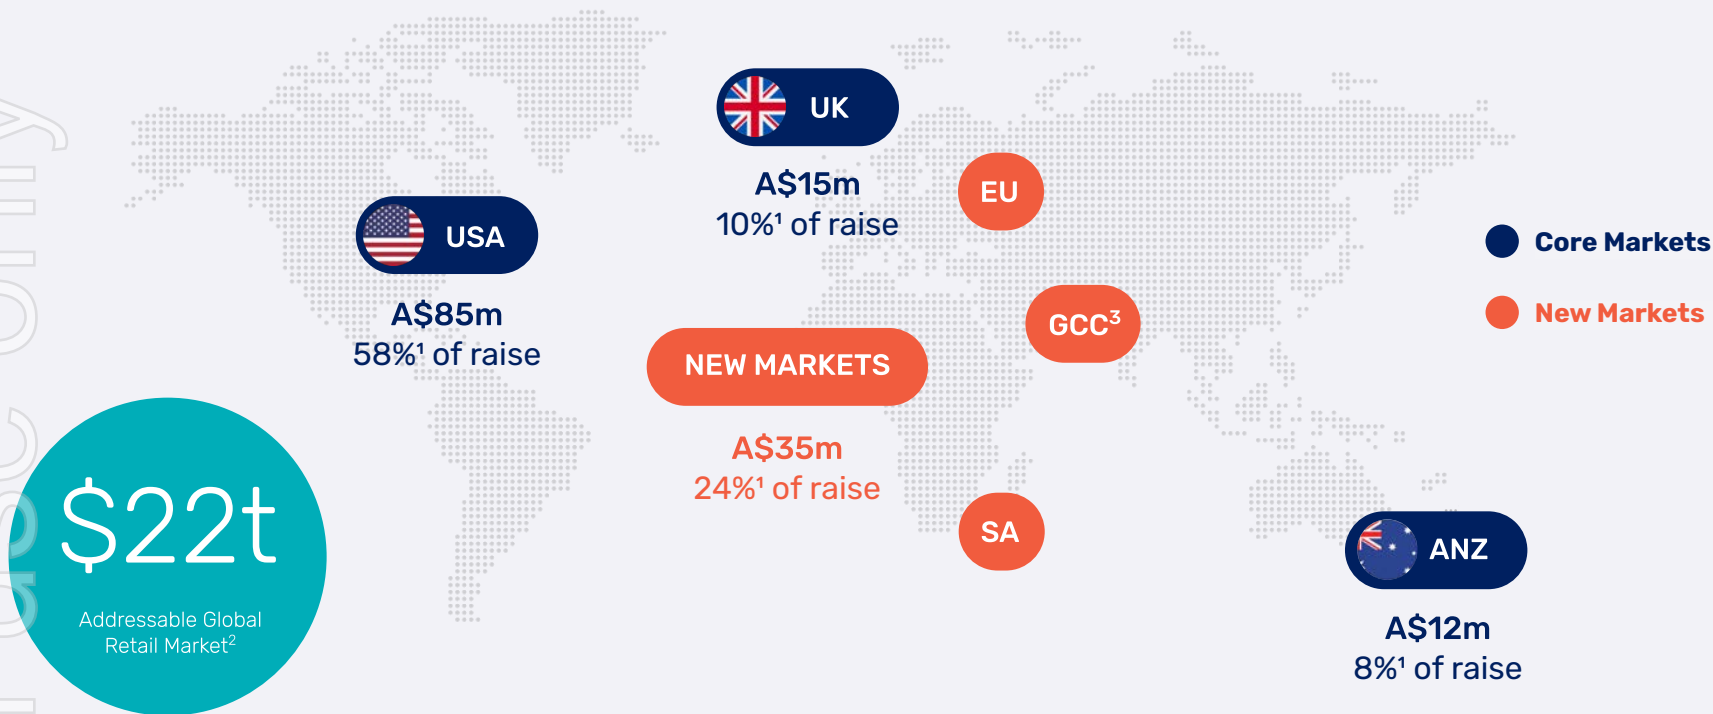 UK
A$15m
10%¹ of raise
EU
USA
A$85m
58%¹ of raise
Core Markets
New Markets
GCC³
NEW MARKETS
A$35m
24%¹ of raise
$22t
Addressable Global
Retail Market²
SA
ANZ
A$12m
8%¹ of raise